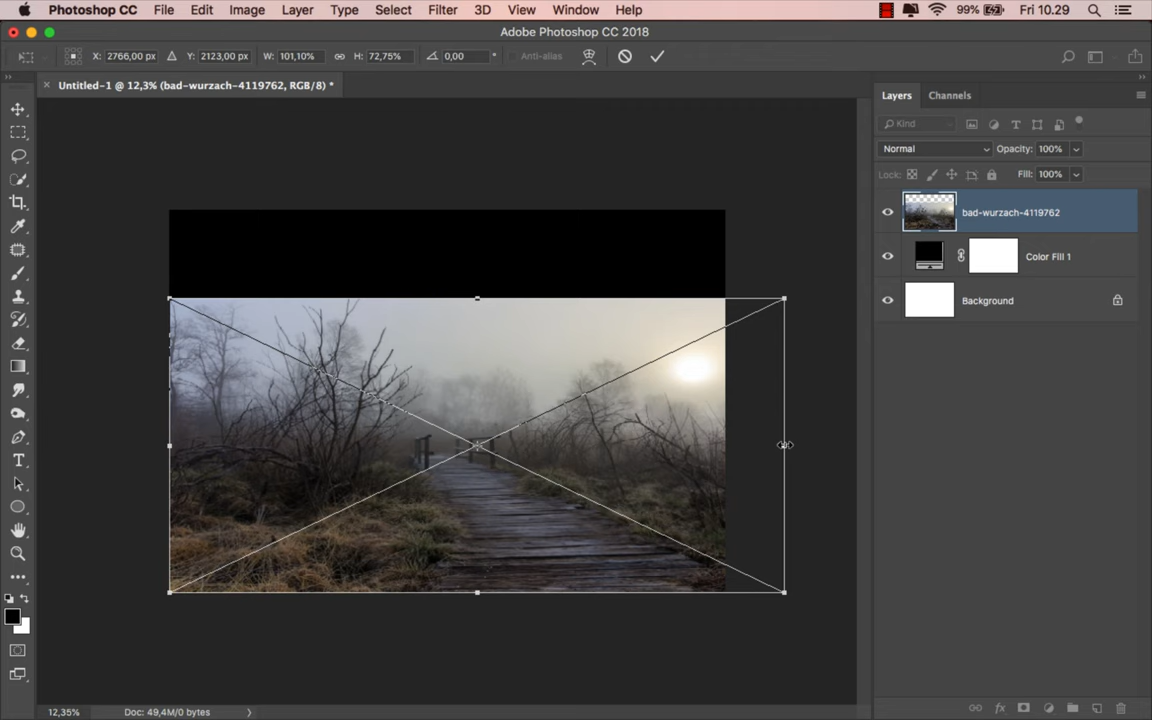 Photoshop CC File Edit Image Layer Type Select Filter 3D View Window Help 99% Fri 10.29
Adobe Photoshop CC 2018
X: 2766,00 px Y: 2123,00 px W: 101,10% H: 72,75% 0,00 ° Anti-alias
× Untitled-1 @ 12,3% (bad-wurzach-4119762, RGB/8) *
Layers Channels
Kind
Normal Opacity: 100%
Lock: Fill: 100%
bad-wurzach-4119762
Color Fill 1
Background
12,35% Doc: 49,4M/0 bytes